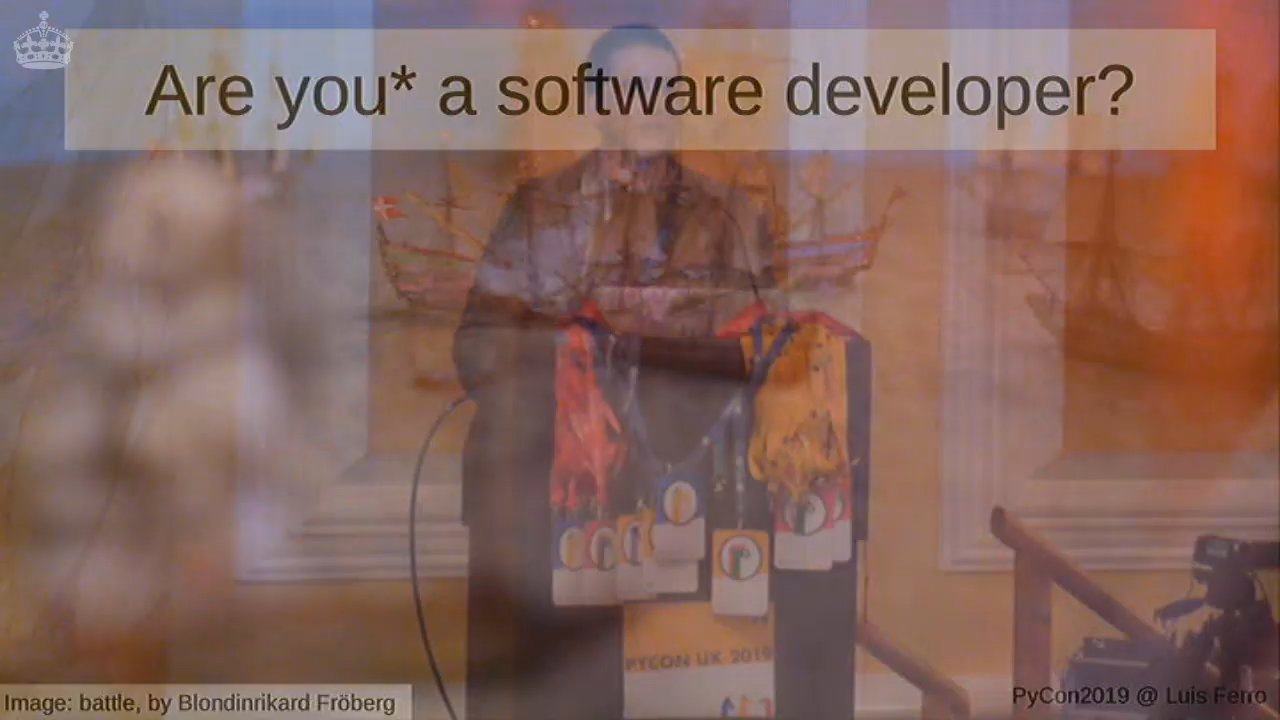 Are you* a software developer?
PYCON UK 2019
Image: battle, by Blondinrikard Fröberg
PyCon2019 @ Luis Ferro